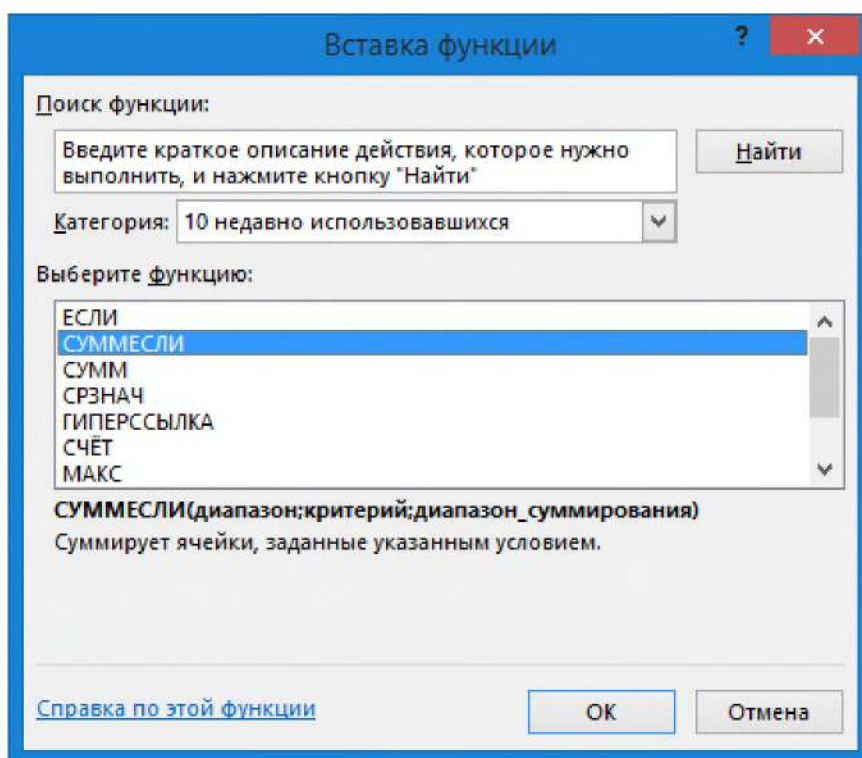 Вставка функции
?
×
Поиск функции:
Введите краткое описание действия, которое нужно
выполнить, и нажмите кнопку "Найти"
Найти
Категория: 10 недавно использовавшихся
Выберите функцию:
ЕСЛИ
СУММЕСЛИ
СУММ
СРЗНАЧ
ГИПЕРССЫЛКА
СЧЁТ
МАКС
СУММЕСЛИ(диапазон;критерий;диапазон_суммирования)
Суммирует ячейки, заданные указанным условием.
Справка по этой функции
ОК
Отмена